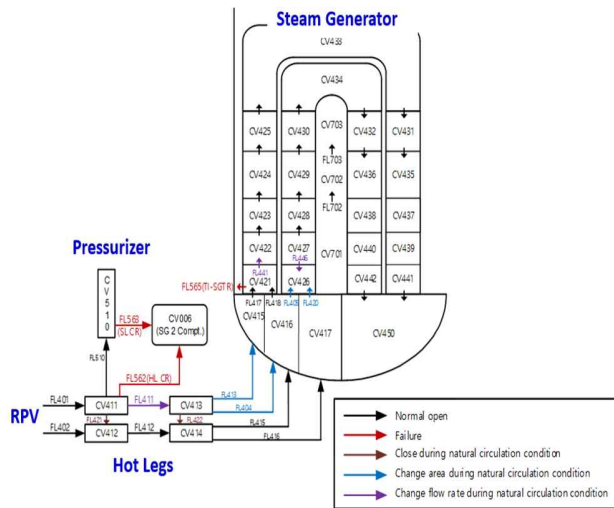 Steam Generator
CV433
CV434
CV425
CV430
CV703
CV432
CV431
FL703
CV424
CV429
CV702
CV436
CV435
FL702
CV423
CV428
CV438
CV437
CV422
CV427
CV701
CV440
CV439
FL441
FL446
CV421
CV426
CV442
CV441
FL565(TI-SGTR)
FL417
FL418
FL420
CV415
CV416
CV417
CV450
Pressurizer
CV510
FL563
(SLCR)
CV006
(SG 2 Compt.)
FL510
FL562(HL CR)
FL413
FL404
FL401
CV411
FL411
CV413
RPV
FL421
FL422
FL402
CV412
FL412
CV414
FL415
FL416
Hot Legs
Normal open
Failure
Close during natural circulation condition
Change area during natural circulation condition
Change flow rate during natural circulation condition